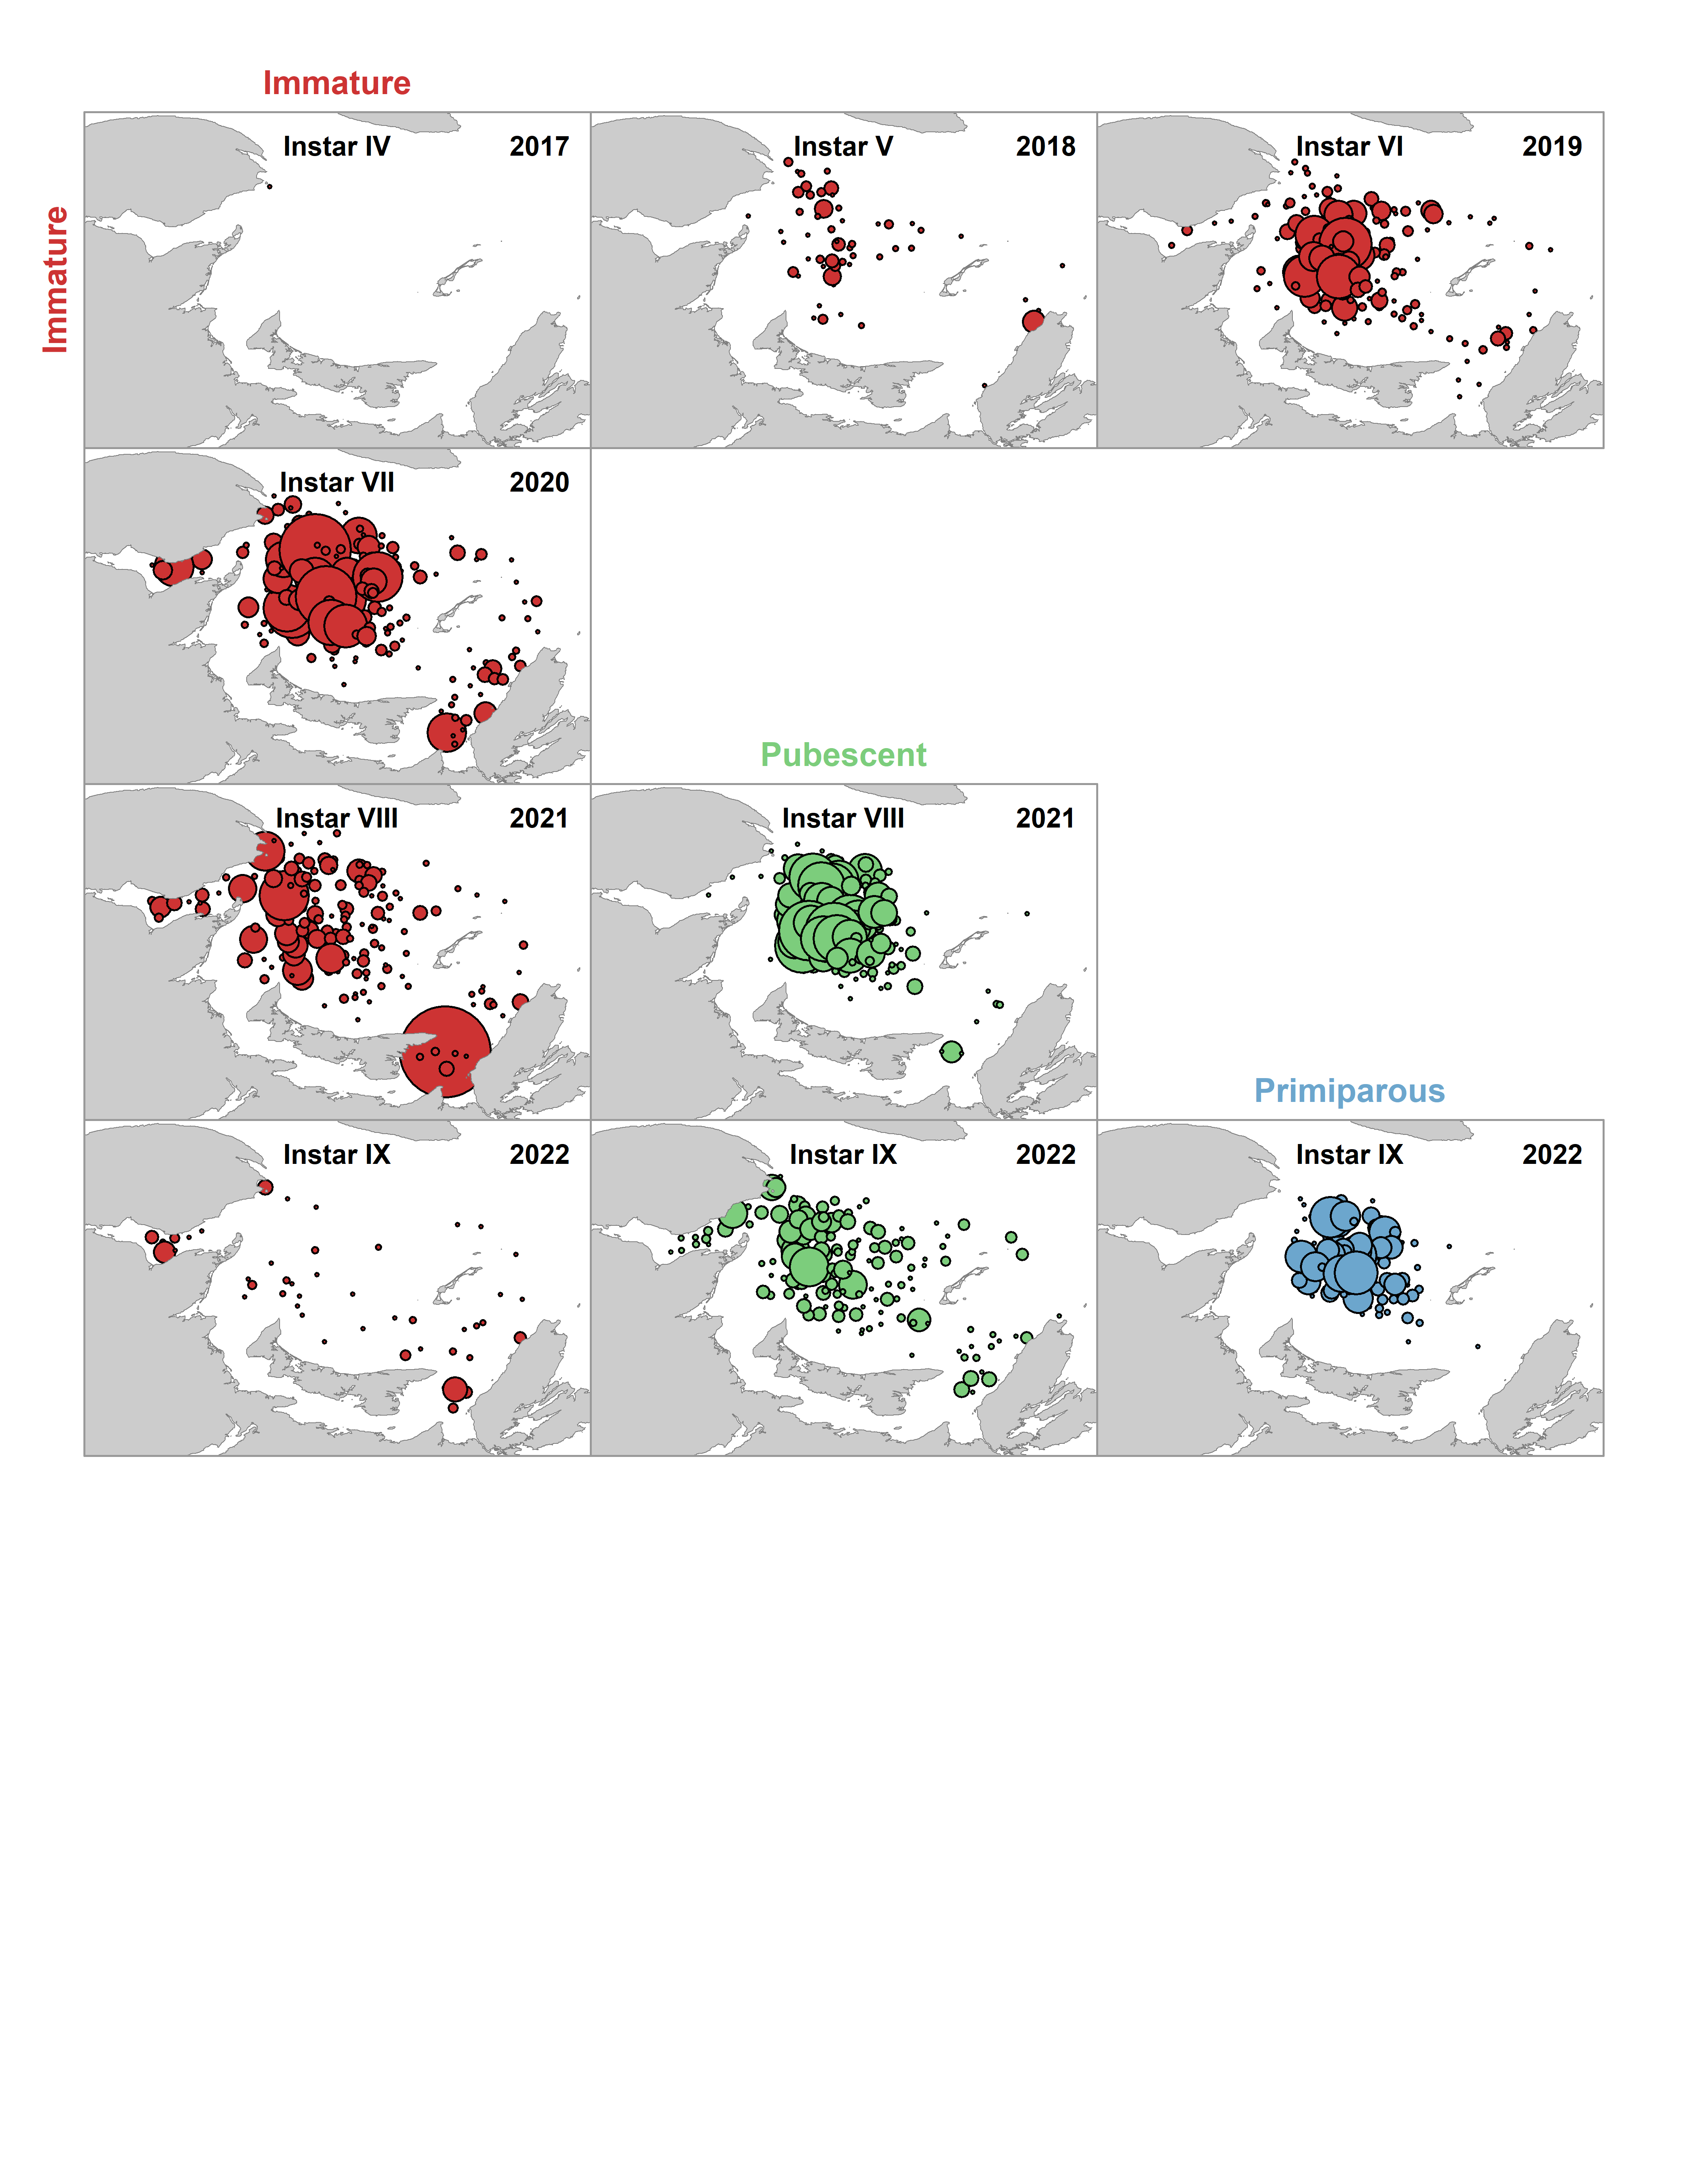 Immature
Immature
Instar IV 2017
Instar V 2018
Instar VI 2019
Instar VII 2020
Pubescent
Instar VIII 2021
Instar VIII 2021
Primiparous
Instar IX 2022
Instar IX 2022
Instar IX 2022